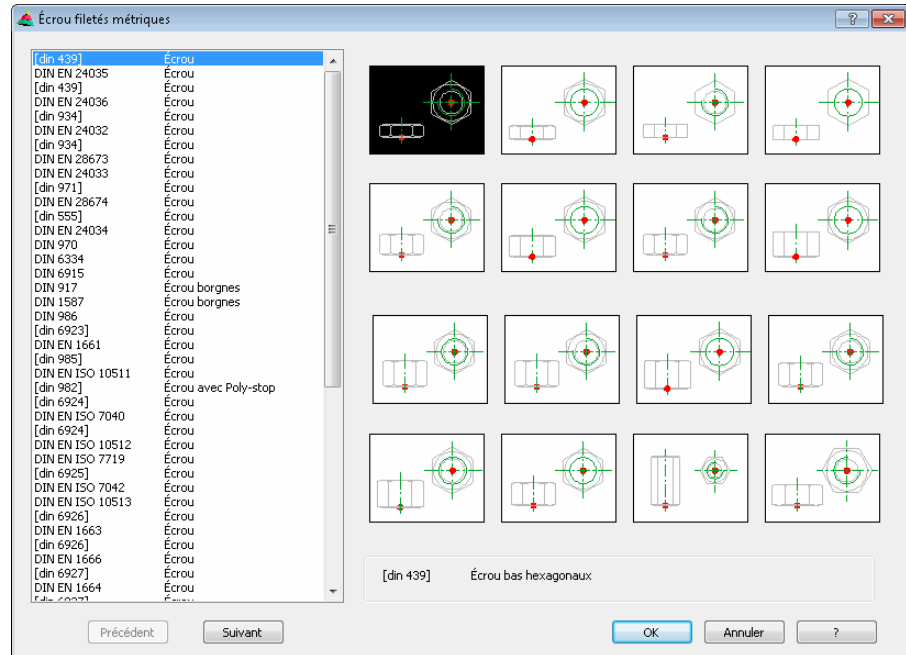 Écrou filetés métriques
[din 439] Écrou
DIN EN 24035 Écrou
[din 439] Écrou
DIN EN 24036 Écrou
[din 934] Écrou
DIN EN 24032 Écrou
[din 934] Écrou
DIN EN 28673 Écrou
DIN EN 24033 Écrou
[din 971] Écrou
DIN EN 28674 Écrou
[din 555] Écrou
DIN EN 24034 Écrou
DIN 970 Écrou
DIN 6334 Écrou
DIN 6915 Écrou
DIN 917 Écrou borgnes
DIN 1587 Écrou borgnes
DIN 986 Écrou
[din 6923] Écrou
DIN EN 1661 Écrou
[din 985] Écrou
DIN EN ISO 10511 Écrou
[din 982] Écrou avec Poly-stop
[din 6924] Écrou
DIN EN ISO 7040 Écrou
[din 6924] Écrou
DIN EN ISO 10512 Écrou
DIN EN ISO 7719 Écrou
[din 6925] Écrou
DIN EN ISO 7042 Écrou
DIN EN ISO 10513 Écrou
[din 6926] Écrou
DIN EN 1663 Écrou
[din 6926] Écrou
DIN EN 1666 Écrou
[din 6927] Écrou
DIN EN 1664 Écrou
[din 439] Écrou bas hexagonaux
Précédent Suivant OK Annuler ?